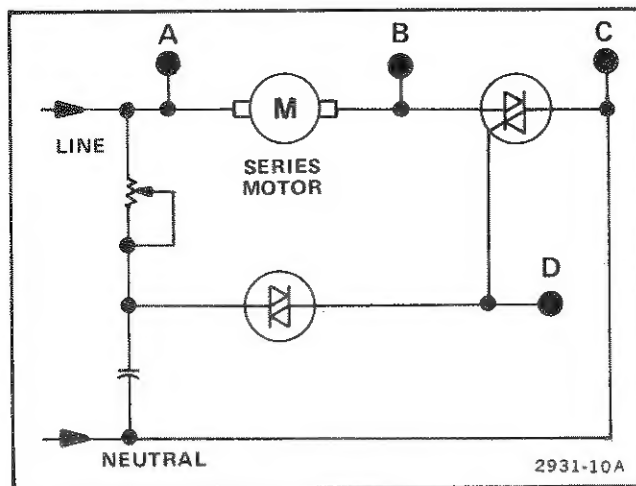 A
B
C
M
LINE
SERIES
MOTOR
D
NEUTRAL
2931-10A